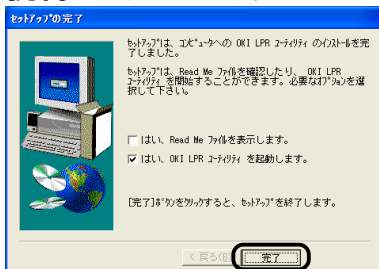 ｾｯﾄｱｯﾌﾟの完了
ｾｯﾄｱｯﾌﾟは、ｺﾝﾋﾟｭｰﾀへの OKI LPR ﾕｰﾃｨﾘﾃｨ のｲﾝｽﾄｰﾙを完
了しました。
ｾｯﾄｱｯﾌﾟは、Read Me ﾌｧｲﾙを確認したり、 OKI LPR
ﾕｰﾃｨﾘﾃｨ を開始することができます。必要なｵﾌﾟｼｮﾝを選
択して下さい。
はい、Read Me ﾌｧｲﾙを表示します。
はい、OKI LPR ﾕｰﾃｨﾘﾃｨ を起動します。
[完了]ﾎﾞﾀﾝをｸﾘｯｸすると、ｾｯﾄｱｯﾌﾟを終了します。
< 戻る(B)
完了